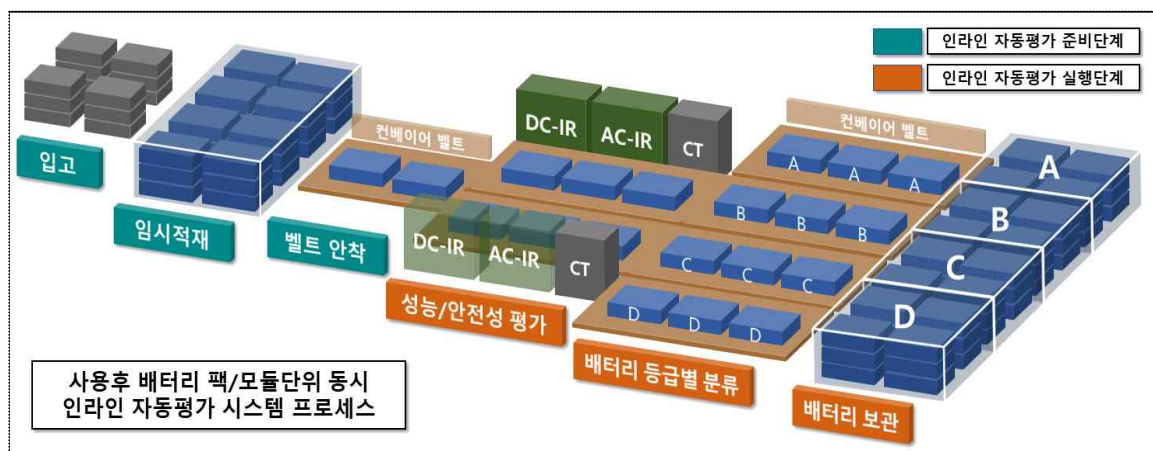 인라인 자동평가 준비단계
인라인 자동평가 실행단계
입고
임시적재
벨트 안착
성능/안전성 평가
배터리 등급별 분류
배터리 보관
컨베이어 벨트
컨베이어 벨트
DC-IR
AC-IR
CT
DC-IR
AC-IR
CT
A
A
A
B
B
B
C
C
C
D
D
D
A
B
C
D
사용후 배터리 팩/모듈단위 동시
인라인 자동평가 시스템 프로세스